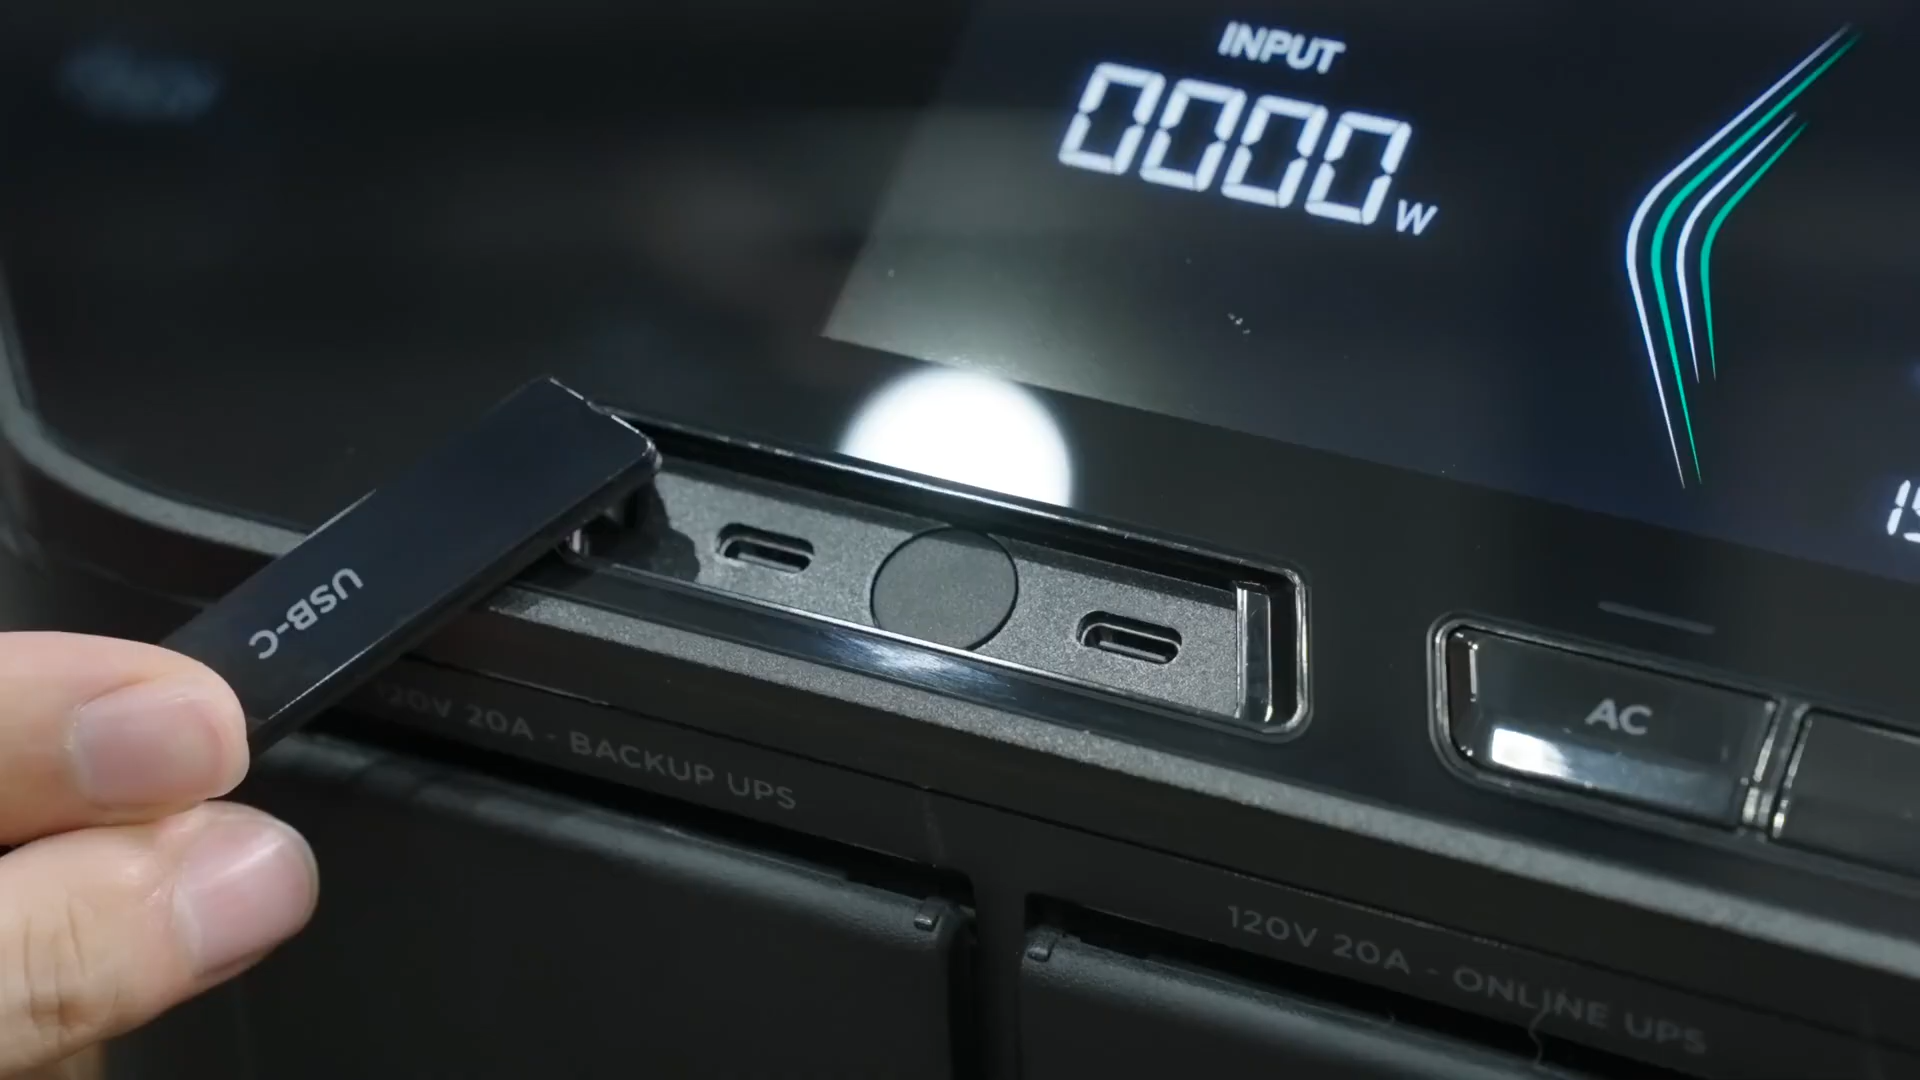 INPUT
0000W
USB-C
AC
120V 20A - BACKUP UPS
120V 20A - ONLINE UPS